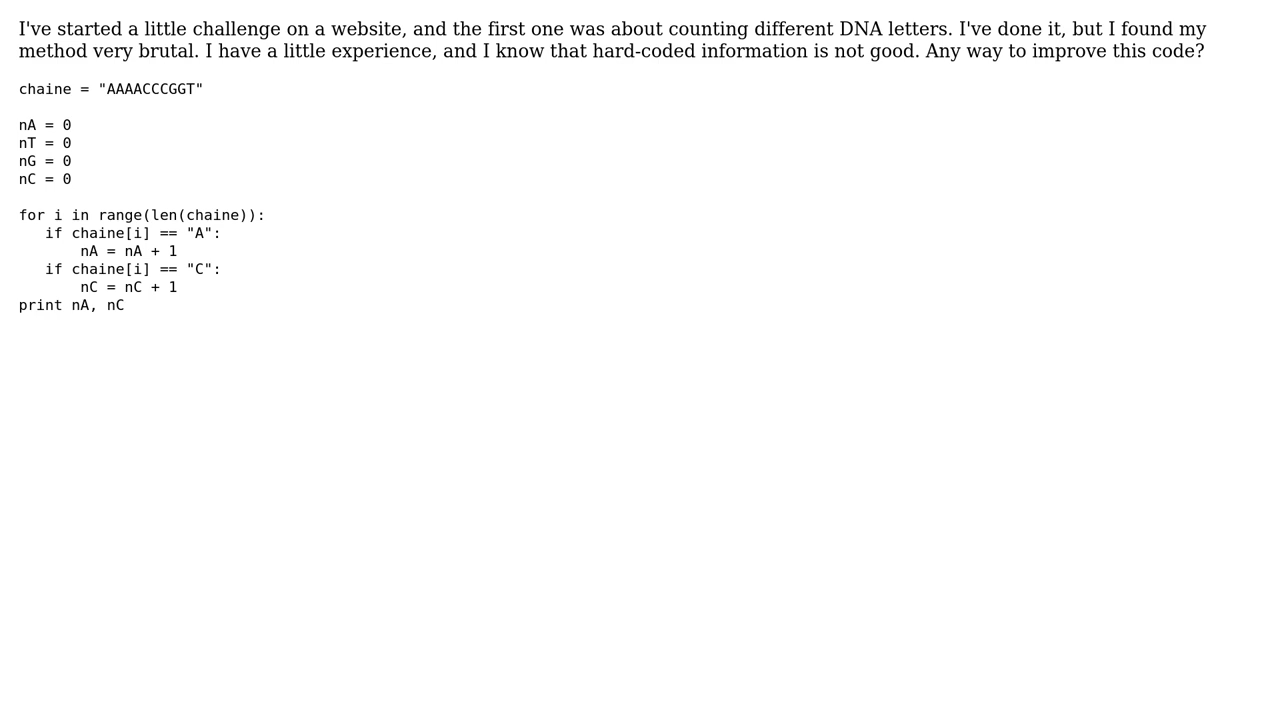 I've started a little challenge on a website, and the first one was about counting different DNA letters. I've done it, but I found my
method very brutal. I have a little experience, and I know that hard-coded information is not good. Any way to improve this code?
chaine = "AAAACCCGGT"
nA = 0
nT = 0
nG = 0
nC = 0
for i in range(len(chaine)):
   if chaine[i] == "A":
       nA = nA + 1
   if chaine[i] == "C":
       nC = nC + 1
print nA, nC